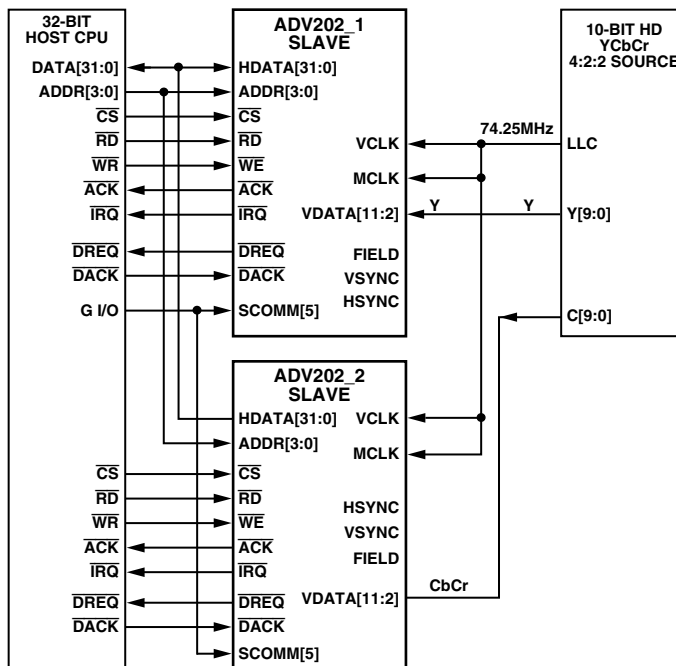 32-BIT
HOST CPU
DATA[31:0]
ADDR[3:0]
CS
RD
WR
ACK
IRQ
DREQ
DACK
G I/O
CS
RD
WR
ACK
IRQ
DREQ
DACK
ADV202_1
SLAVE
HDATA[31:0]
ADDR[3:0]
CS
RD
WE
ACK
IRQ
DREQ
DACK
SCOMM[5]
VCLK
MCLK
VDATA[11:2]
FIELD
VSYNC
HSYNC
ADV202_2
SLAVE
HDATA[31:0]
ADDR[3:0]
CS
RD
WE
ACK
IRQ
DREQ
DACK
SCOMM[5]
VCLK
MCLK
HSYNC
VSYNC
FIELD
VDATA[11:2]
74.25MHz
Y
Y
CbCr
10-BIT HD
YCbCr
4:2:2 SOURCE
LLC
Y[9:0]
C[9:0]